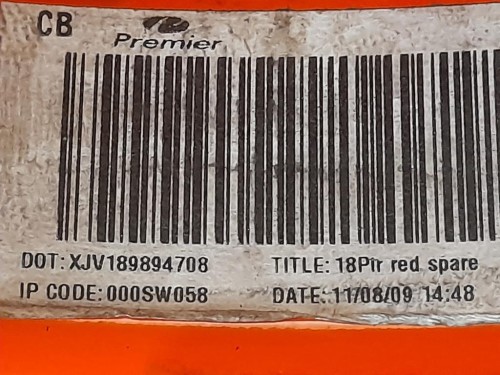 CB
Premier
DOT: XJV189894708 TITLE: 18Ptr red spare
IP CODE: 000SW058 DATE: 11/08/09 14:48